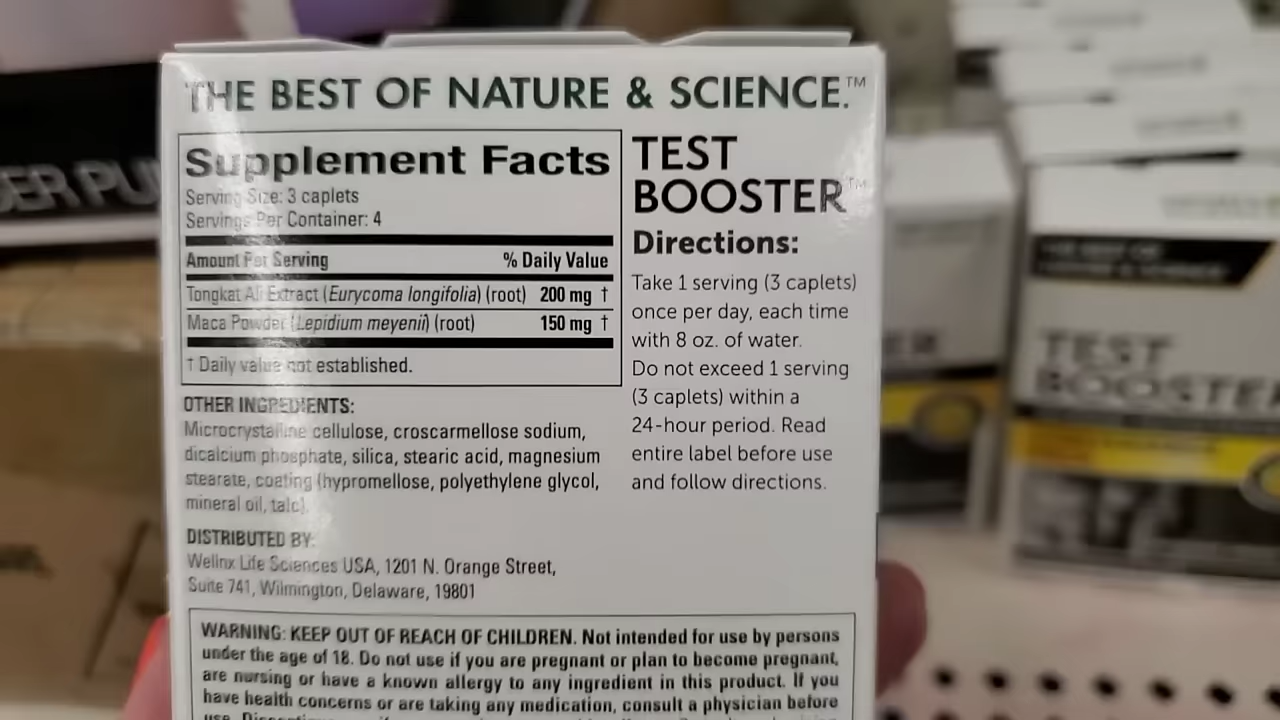 THE BEST OF NATURE & SCIENCE.™
Supplement Facts
Serving Size: 3 caplets
Servings Per Container: 4
Amount Per Serving % Daily Value
Tongkat Ali Extract (Eurycoma longifolia) (root) 200 mg †
Maca Powder (Lepidium meyenii) (root) 150 mg †
† Daily value not established.
OTHER INGREDIENTS:
Microcrystalline cellulose, croscarmellose sodium,
dicalcium phosphate, silica, stearic acid, magnesium
stearate, coating (hypromellose, polyethylene glycol,
mineral oil, talc).
DISTRIBUTED BY:
Wellnx Life Sciences USA, 1201 N. Orange Street,
Suite 741, Wilmington, Delaware, 19801
TEST
BOOSTER™
Directions:
Take 1 serving (3 caplets)
once per day, each time
with 8 oz. of water.
Do not exceed 1 serving
(3 caplets) within a
24-hour period. Read
entire label before use
and follow directions.
WARNING: KEEP OUT OF REACH OF CHILDREN. Not intended for use by persons
under the age of 18. Do not use if you are pregnant or plan to become pregnant,
are nursing or have a known allergy to any ingredient in this product. If you
have health concerns or are taking any medication, consult a physician before
use.
ER PU
THE BEST OF
NATURE & SCIENCE
TEST
BOOSTER